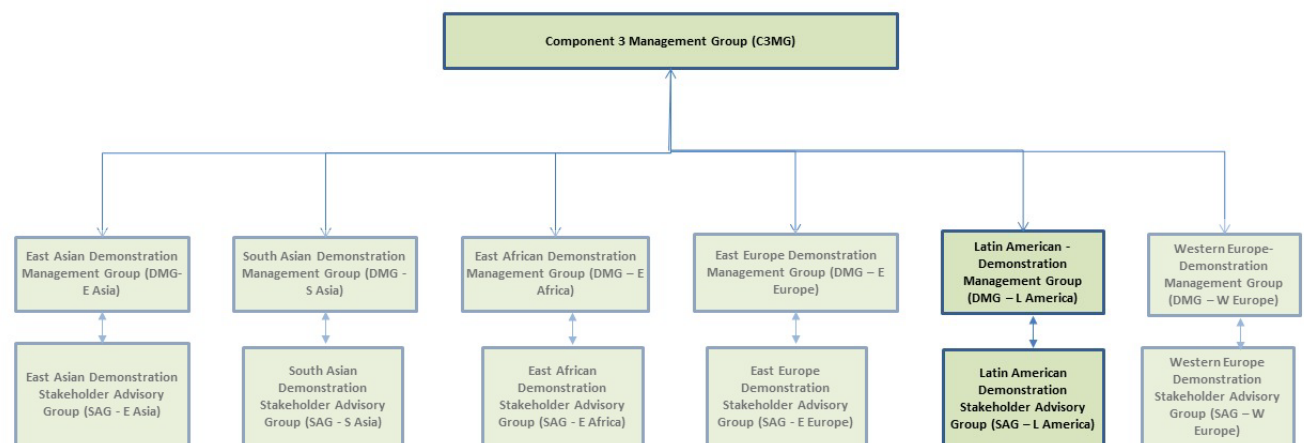 Component 3 Management Group (C3MG)
East Asian Demonstration
Management Group (DMG-
E Asia)
South Asian Demonstration
Management Group (DMG -
S Asia)
East African Demonstration
Management Group (DMG – E
Africa)
East Europe Demonstration
Management Group (DMG – E
Europe)
Latin American -
Demonstration
Management Group
(DMG – L America)
Western Europe-
Demonstration
Management Group
(DMG – W Europe)
East Asian Demonstration
Stakeholder Advisory
Group (SAG - E Asia)
South Asian
Demonstration
Stakeholder Advisory
Group (SAG - S Asia)
East African
Demonstration
Stakeholder Advisory
Group (SAG - E Africa)
East Europe
Demonstration
Stakeholder Advisory
Group (SAG - E Europe)
Latin American
Demonstration
Stakeholder Advisory
Group (SAG – L America)
Western Europe
Demonstration
Stakeholder Advisory
Group (SAG – W
Europe)